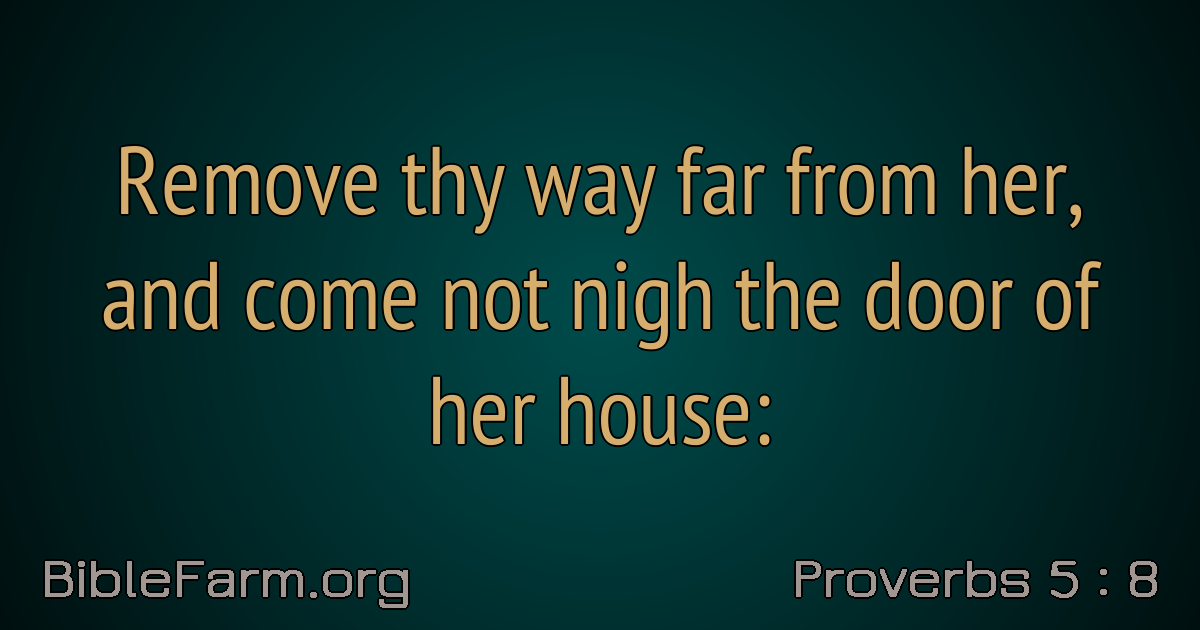 Remove thy way far from her,
and come not nigh the door of
her house:
BibleFarm.org
Proverbs 5 : 8